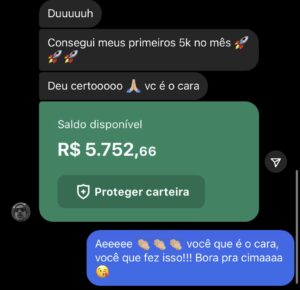 Duuuuuh
Consegui meus primeiros 5k no mês 🚀
🚀🚀
Deu certooooo 🙏🏼 vc é o cara
Saldo disponível
R$ 5.752,66
Proteger carteira
Aeeeee 👏🏼 👏🏼 👏🏼 você que é o cara,
você que fez isso!!! Bora pra cimaaaa
😘